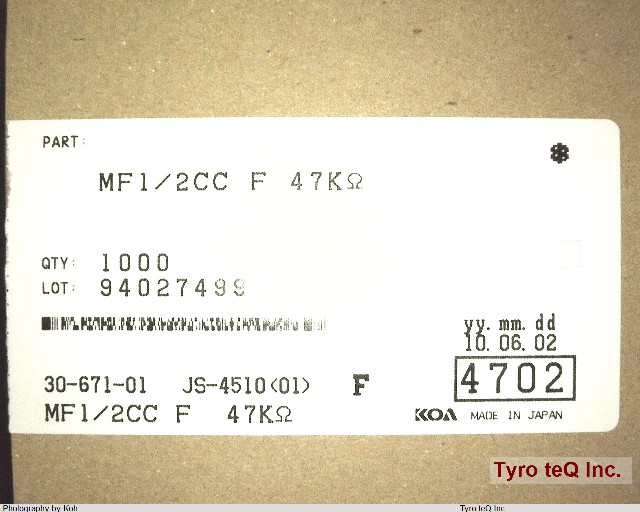 PART:
MF1/2CC F 47KΩ
QTY: 1000
LOT: 94027499
yy. mm. dd
10. 06. 02
4702
30-671-01 JS-4510(01) F
MF1/2CC F 47KΩ
KOA MADE IN JAPAN
Tyro teQ Inc.
Photography by Koh Tyro teQ Inc